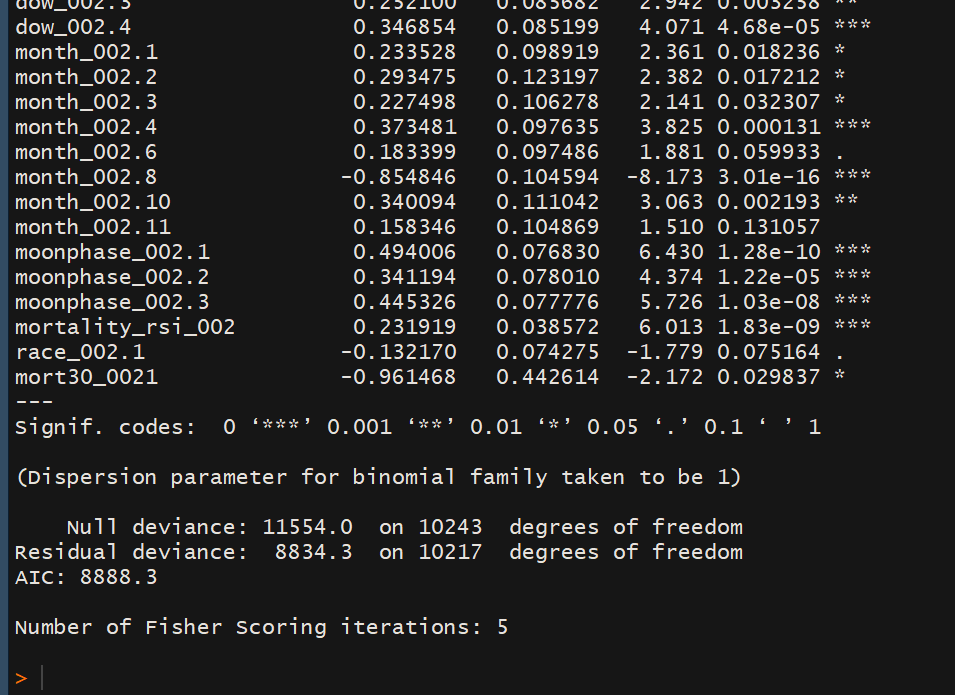 dow_002.3                  0.252100   0.085682   2.942 0.003258 **
dow_002.4                  0.346854   0.085199   4.071 4.68e-05 ***
month_002.1                0.233528   0.098919   2.361 0.018236 *
month_002.2                0.293475   0.123197   2.382 0.017212 *
month_002.3                0.227498   0.106278   2.141 0.032307 *
month_002.4                0.373481   0.097635   3.825 0.000131 ***
month_002.6                0.183399   0.097486   1.881 0.059933 .
month_002.8               -0.854846   0.104594  -8.173 3.01e-16 ***
month_002.10               0.340094   0.111042   3.063 0.002193 **
month_002.11               0.158346   0.104869   1.510 0.131057
moonphase_002.1            0.494006   0.076830   6.430 1.28e-10 ***
moonphase_002.2            0.341194   0.078010   4.374 1.22e-05 ***
moonphase_002.3            0.445326   0.077776   5.726 1.03e-08 ***
mortality_rsi_002          0.231919   0.038572   6.013 1.83e-09 ***
race_002.1                -0.132170   0.074275  -1.779 0.075164 .
mort30_0021               -0.961468   0.442614  -2.172 0.029837 *
---
Signif. codes:  0 ‘***’ 0.001 ‘**’ 0.01 ‘*’ 0.05 ‘.’ 0.1 ‘ ’ 1
(Dispersion parameter for binomial family taken to be 1)
    Null deviance: 11554.0  on 10243  degrees of freedom
Residual deviance:  8834.3  on 10217  degrees of freedom
AIC: 8888.3
Number of Fisher Scoring iterations: 5
>